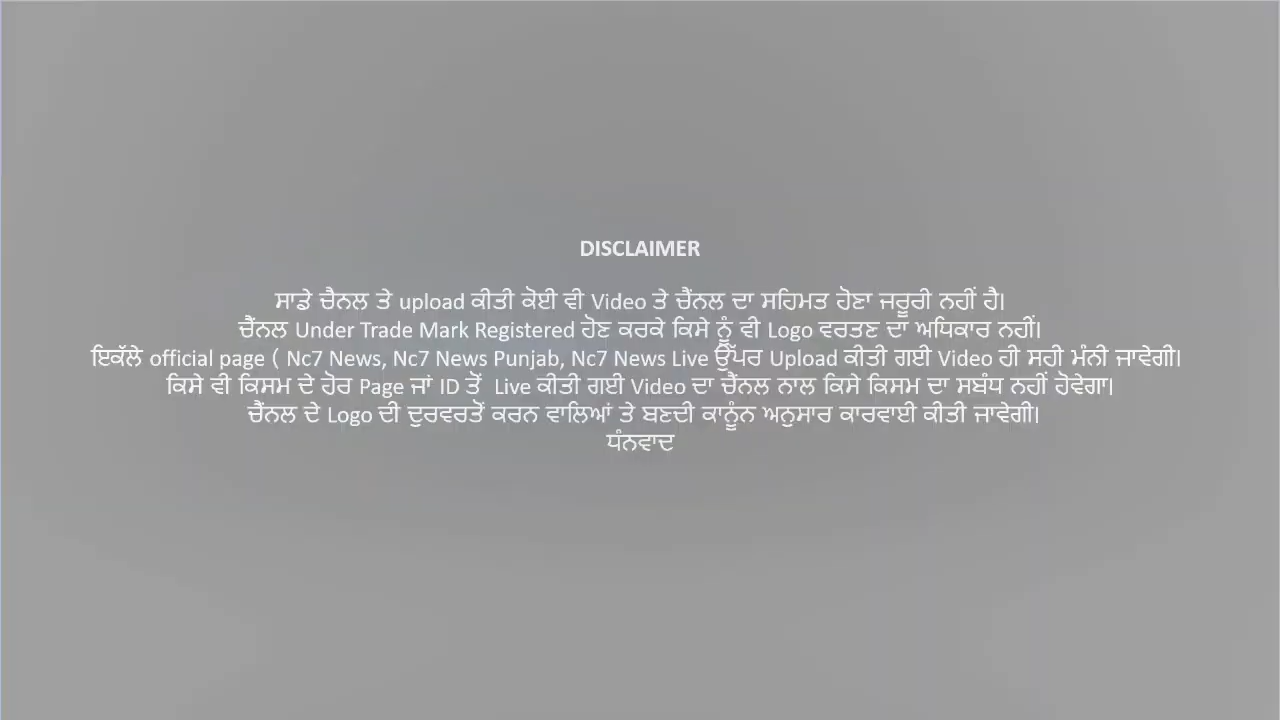 DISCLAIMER
ਸਾਡੇ ਚੈਨਲ ਤੇ upload ਕੀਤੀ ਕੋਈ ਵੀ Video ਤੇ ਚੈਂਨਲ ਦਾ ਸਹਿਮਤ ਹੋਣਾ ਜਰੂਰੀ ਨਹੀਂ ਹੈ।
ਚੈਂਨਲ Under Trade Mark Registered ਹੋਣ ਕਰਕੇ ਕਿਸੇ ਨੂੰ ਵੀ Logo ਵਰਤਣ ਦਾ ਅਧਿਕਾਰ ਨਹੀਂ।
ਇਕੱਲੇ official page ( Nc7 News, Nc7 News Punjab, Nc7 News Live ਉੱਪਰ Upload ਕੀਤੀ ਗਈ Video ਹੀ ਸਹੀ ਮੰਨੀ ਜਾਵੇਗੀ।
ਕਿਸੇ ਵੀ ਕਿਸਮ ਦੇ ਹੋਰ Page ਜਾਂ ID ਤੋਂ Live ਕੀਤੀ ਗਈ Video ਦਾ ਚੈਂਨਲ ਨਾਲ ਕਿਸੇ ਕਿਸਮ ਦਾ ਸਬੰਧ ਨਹੀਂ ਹੋਵੇਗਾ।
ਚੈਂਨਲ ਦੇ Logo ਦੀ ਦੁਰਵਰਤੋਂ ਕਰਨ ਵਾਲਿਆਂ ਤੇ ਬਣਦੀ ਕਾਨੂੰਨ ਅਨੁਸਾਰ ਕਾਰਵਾਈ ਕੀਤੀ ਜਾਵੇਗੀ।
ਧੰਨਵਾਦ